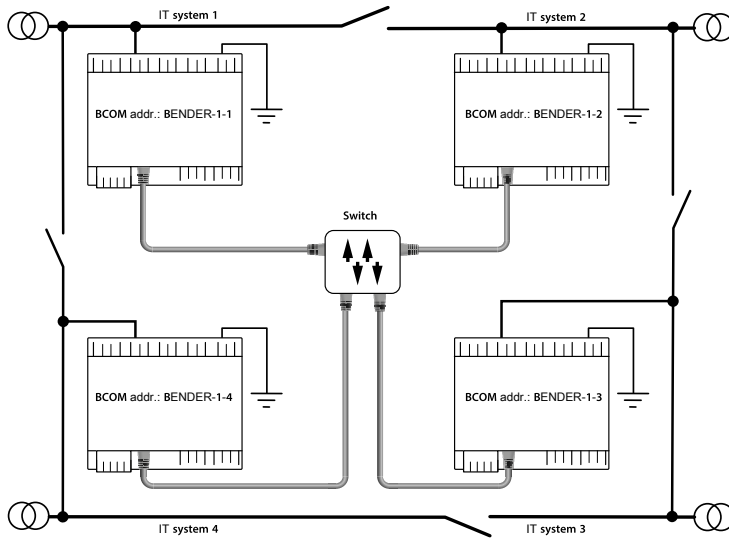 IT system 1
IT system 2
BCOM addr.: BENDER-1-1
BCOM addr.: BENDER-1-2
Switch
BCOM addr.: BENDER-1-4
BCOM addr.: BENDER-1-3
IT system 4
IT system 3